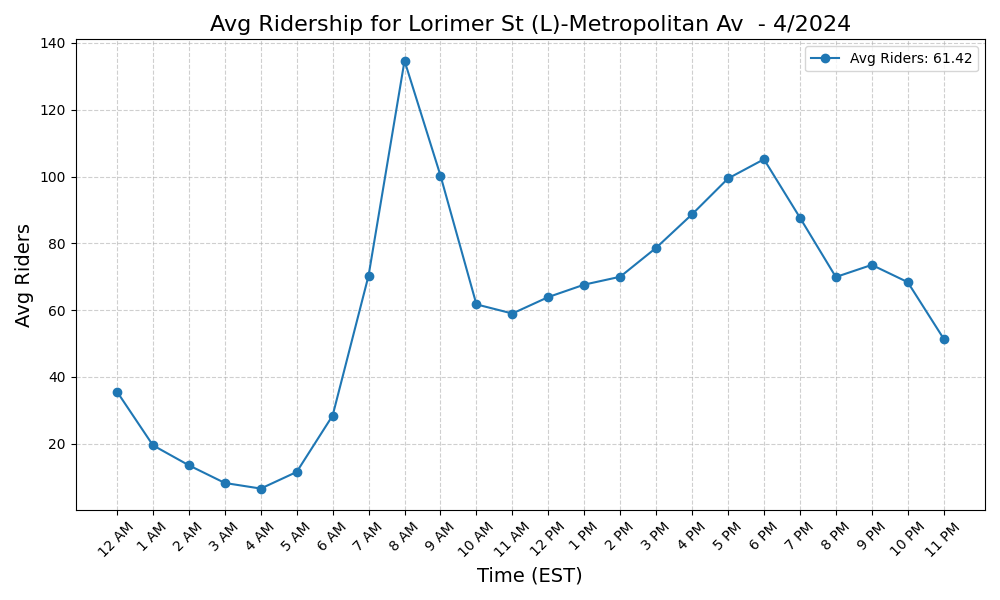 Avg Ridership for Lorimer St (L)-Metropolitan Av  - 4/2024
Avg Riders: 61.42
Avg Riders
140
120
100
80
60
40
20
12 AM
1 AM
2 AM
3 AM
4 AM
5 AM
6 AM
7 AM
8 AM
9 AM
10 AM
11 AM
12 PM
1 PM
2 PM
3 PM
4 PM
5 PM
6 PM
7 PM
8 PM
9 PM
10 PM
11 PM
Time (EST)